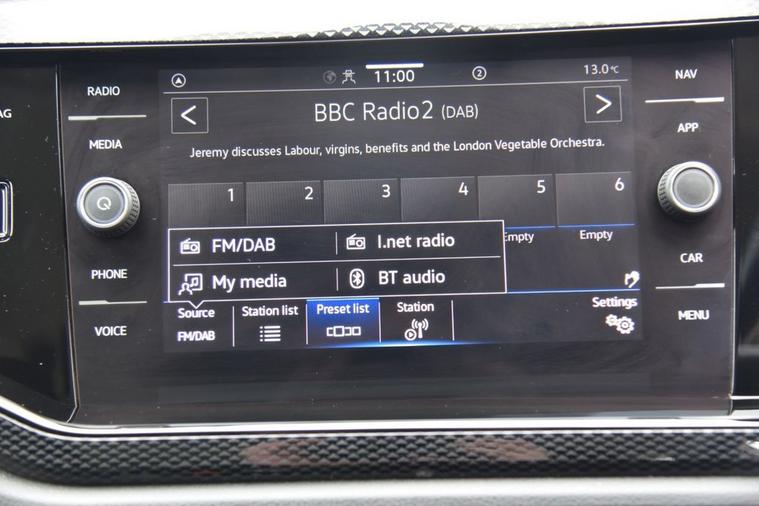 AG
RADIO
MEDIA
PHONE
VOICE
NAV
APP
CAR
MENU
11:00
2
13.0°C
<
BBC Radio2 (DAB)
>
Jeremy discusses Labour, virgins, benefits and the London Vegetable Orchestra.
1 2 3 4 5 6
Empty
FM/DAB I.net radio
My media BT audio
Source Station list Preset list Station Settings
FM/DAB